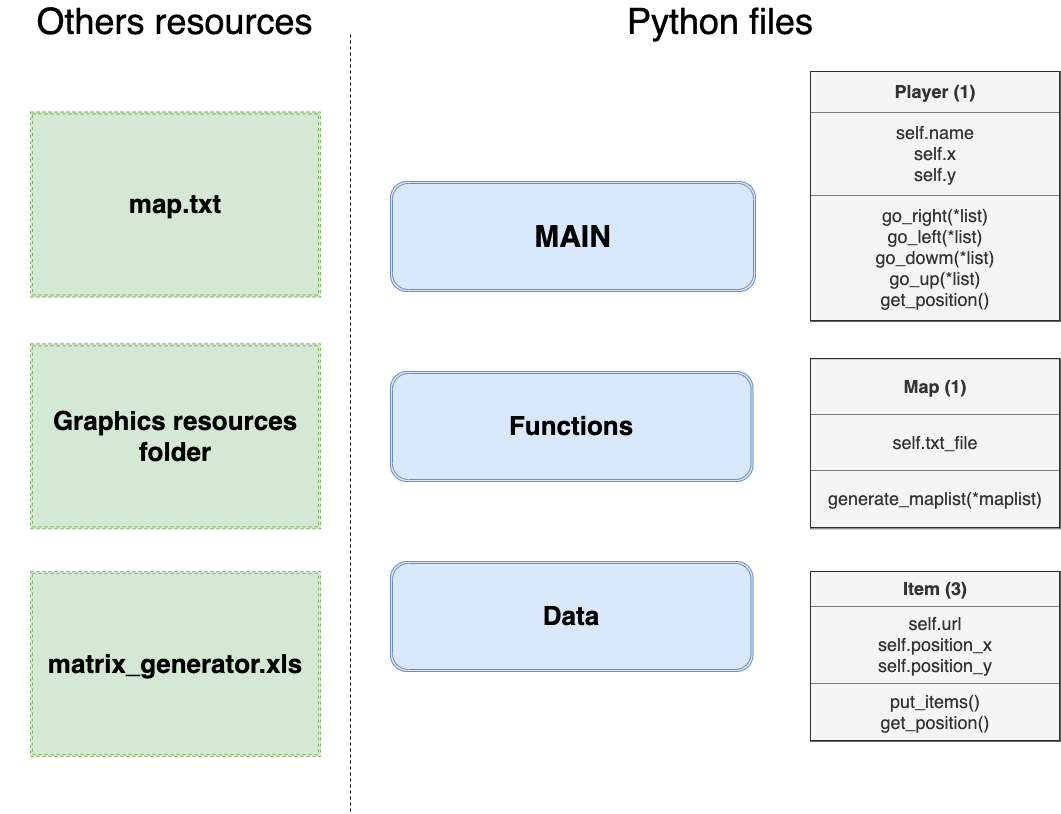 Others resources
map.txt
Graphics resources
folder
matrix_generator.xls
Python files
MAIN
Functions
Data
Player (1)
self.name
self.x
self.y
go_right(*list)
go_left(*list)
go_dowm(*list)
go_up(*list)
get_position()
Map (1)
self.txt_file
generate_maplist(*maplist)
Item (3)
self.url
self.position_x
self.position_y
put_items()
get_position()